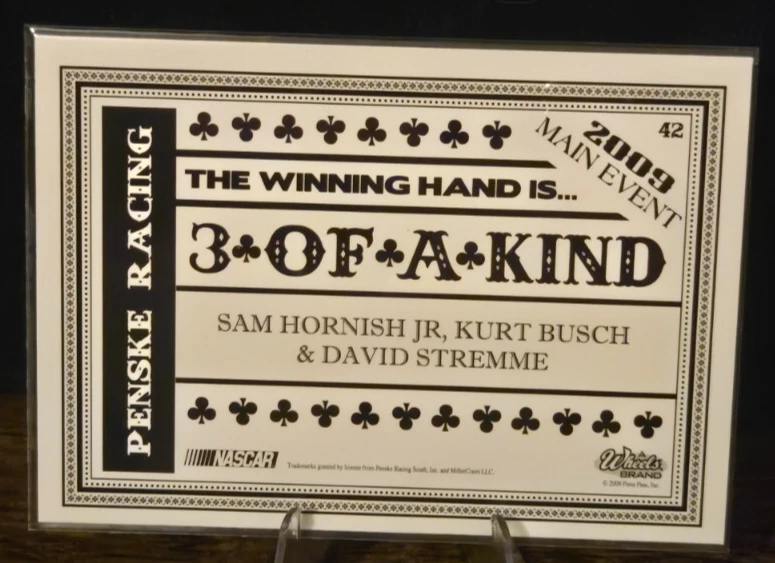 PENSKE RACING
42
2009
MAIN EVENT
THE WINNING HAND IS...
3 OF A KIND
SAM HORNISH JR, KURT BUSCH
& DAVID STREMME
NASCAR
Trademarks granted by license from Penske Racing South, Inc. and MillerCoors LLC.
Wheels
BRAND
© 2009 Press Pass, Inc.